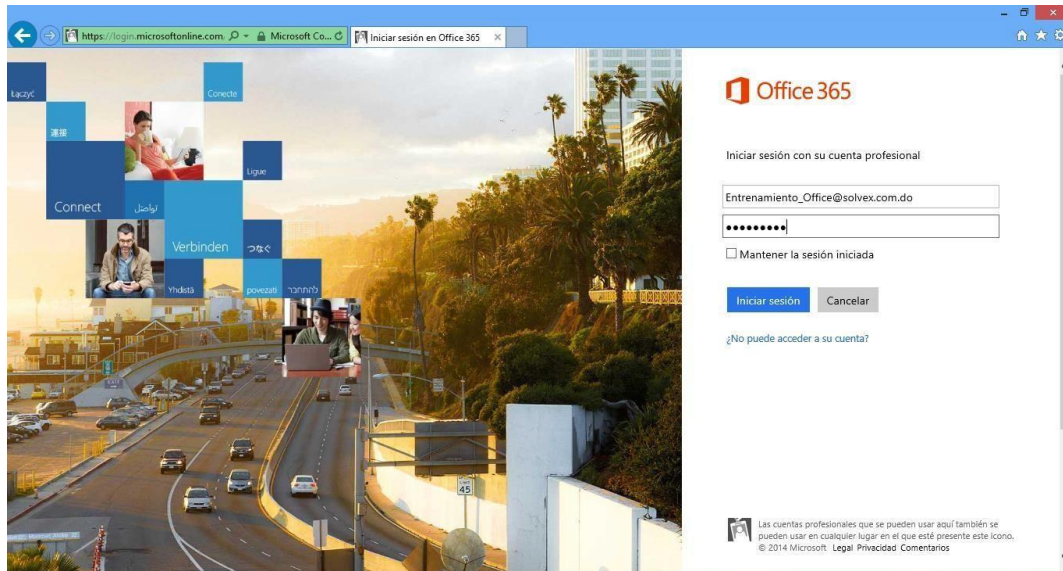 https://login.microsoftonline.com
Microsoft Co...
Iniciar sesión en Office 365
Łączyć
Conecte
連接
Ligue
Connect
تواصَل
Verbinden
つなぐ
Yhdistä
povezati
להתחבר
SPEED
LIMIT
45
Office 365
Iniciar sesión con su cuenta profesional
Entrenamiento_Office@solvex.com.do
•••••••••
Mantener la sesión iniciada
Iniciar sesión
Cancelar
¿No puede acceder a su cuenta?
Las cuentas profesionales que se pueden usar aquí también se
pueden usar en cualquier lugar en el que esté presente este icono.
© 2014 Microsoft Legal Privacidad Comentarios